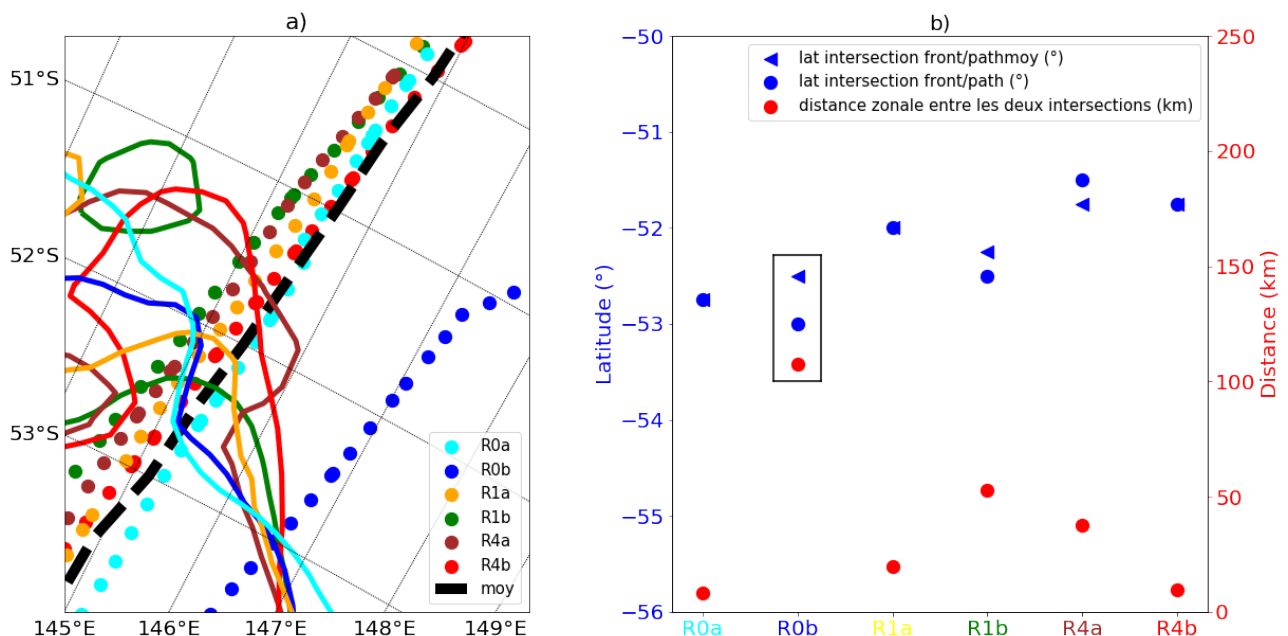 a)
51°S
52°S
53°S
145°E
146°E
147°E
148°E
149°E
R0a
R0b
R1a
R1b
R4a
R4b
moy
b)
lat intersection front/pathmoy (°)
lat intersection front/path (°)
distance zonale entre les deux intersections (km)
Latitude (°)
−50
−51
−52
−53
−54
−55
−56
R0a
R0b
R1a
R1b
R4a
R4b
250
200
150
100
50
0
Distance (km)